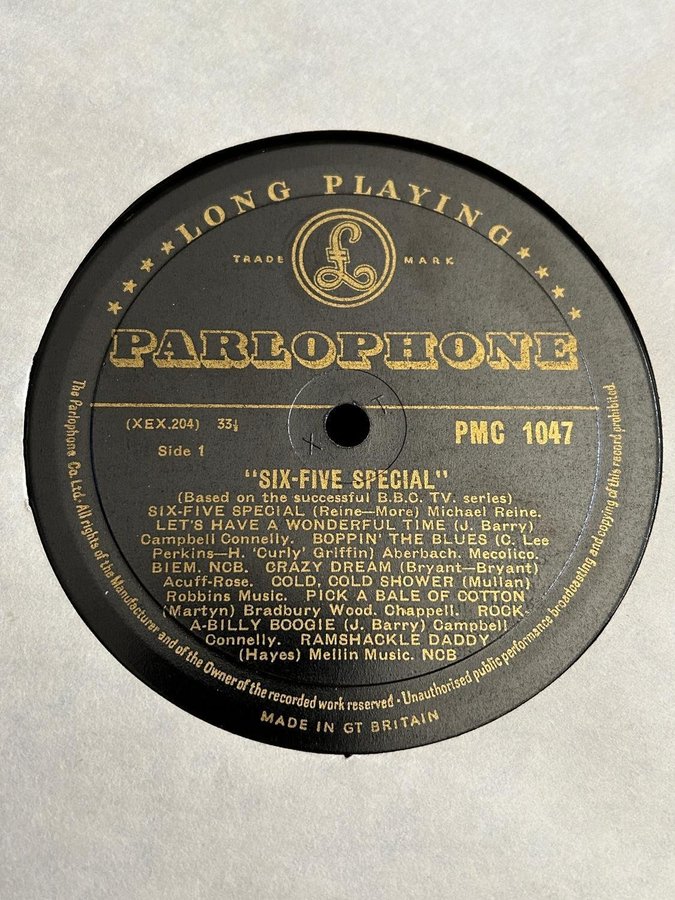 ★★★★LONG PLAYING★★★★
TRADE £ MARK
PARLOPHONE
(XEX.204) 33⅓
Side 1
PMC 1047
X T
"SIX-FIVE SPECIAL"
(Based on the successful B.B.C. TV. series)
SIX-FIVE SPECIAL (Reine—More) Michael Reine.
LET'S HAVE A WONDERFUL TIME (J. Barry)
Campbell Connelly. BOPPIN' THE BLUES (C. Lee
Perkins—H. 'Curly' Griffin) Aberbach. Mecolico.
BIEM. NCB. CRAZY DREAM (Bryant—Bryant)
Acuff-Rose. COLD, COLD SHOWER (Mullan)
Robbins Music. PICK A BALE OF COTTON
(Martyn) Bradbury Wood. Chappell. ROCK-
A-BILLY BOOGIE (J. Barry) Campbell
Connelly. RAMSHACKLE DADDY
(Hayes) Mellin Music. NCB
The Parlophone Co. Ltd. All rights of the Manufacturer and of the Owner of the recorded work reserved · Unauthorised public performance broadcasting and copying of this record prohibited.
MADE IN GT BRITAIN